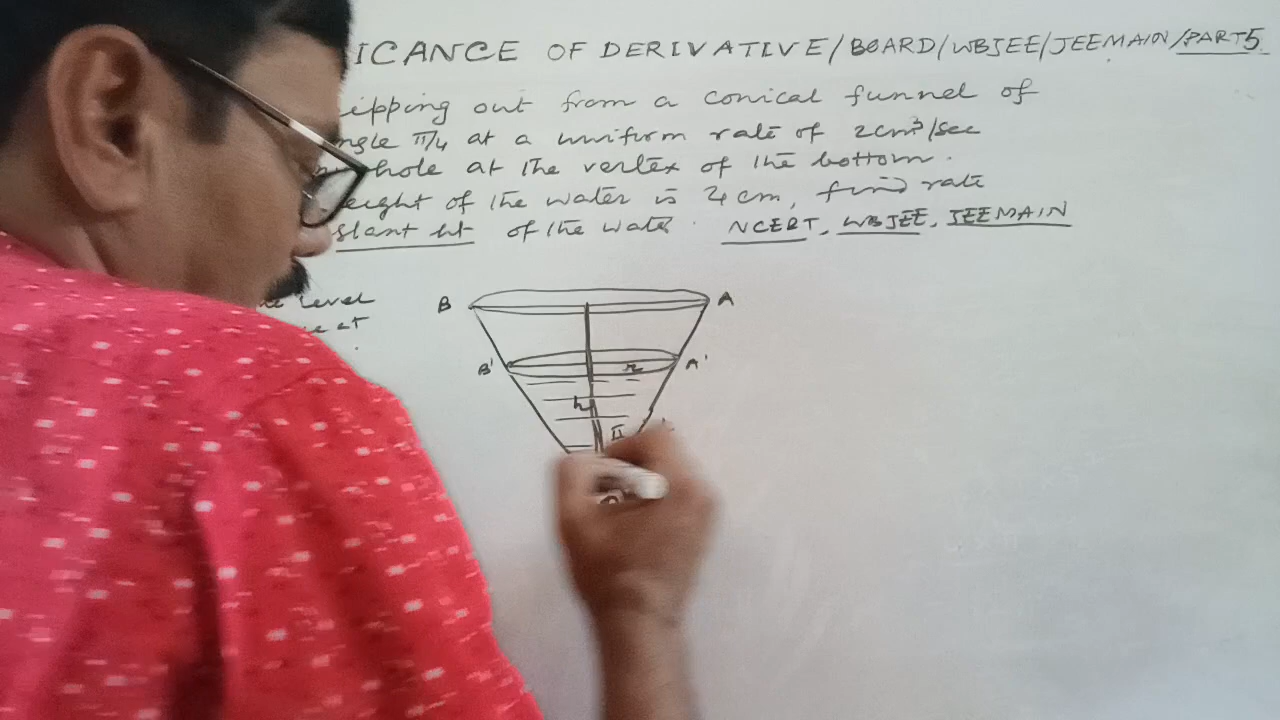 ICANCE OF DERIVATIVE/BOARD/WBJEE/JEEMAIN/PART5
ipping out from a conical funnel of
ngle π/4 at a uniform rate of 2cm³/sec
hole at the vertex of the bottom.
eight of the water is 4 cm, find rate
slant ht of the water. NCERT, WBJEE, JEEMAIN
level
at
B A
B' r A'
h
π